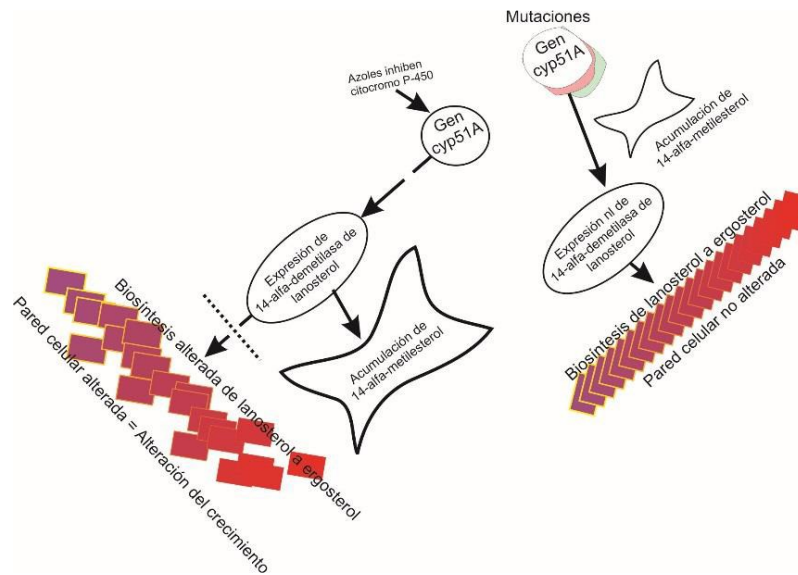 Mutaciones
Gen
cyp51A
Azoles inhiben
citocromo P-450
Gen
cyp51A
Acumulación de
14-alfa-metilesterol
Expresión de
14-alfa-demetilasa de
lanosterol
Expresión nl de
14-alfa-demetilasa de
lanosterol
Biosíntesis alterada de lanosterol a ergosterol
Pared celular alterada = Alteración del crecimiento
Acumulación de
14-alfa-metilesterol
Biosíntesis de lanosterol a ergosterol
Pared celular no alterada